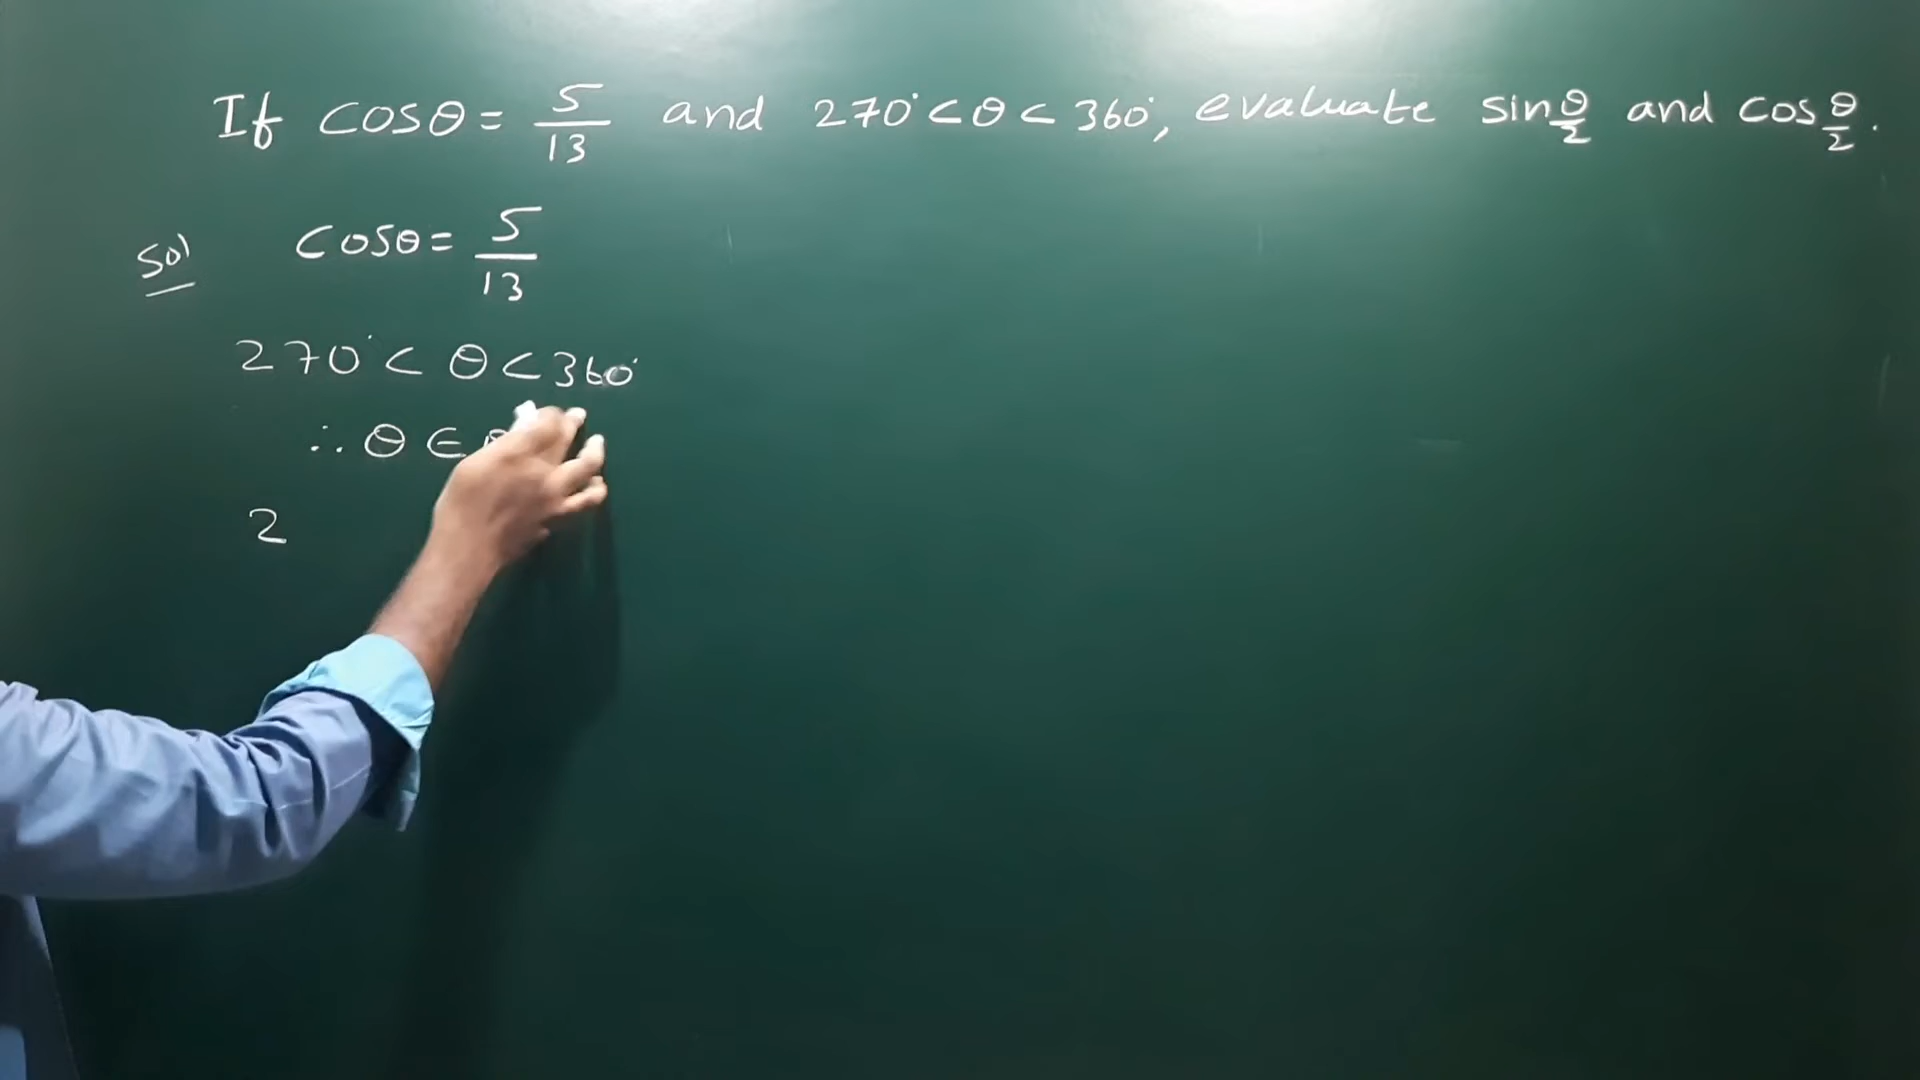 If cosθ = 5/13 and 270° < θ < 360°, evaluate sin θ/2 and cos θ/2.
Sol cosθ = 5/13
270° < θ < 360°
∴ θ ∈
2